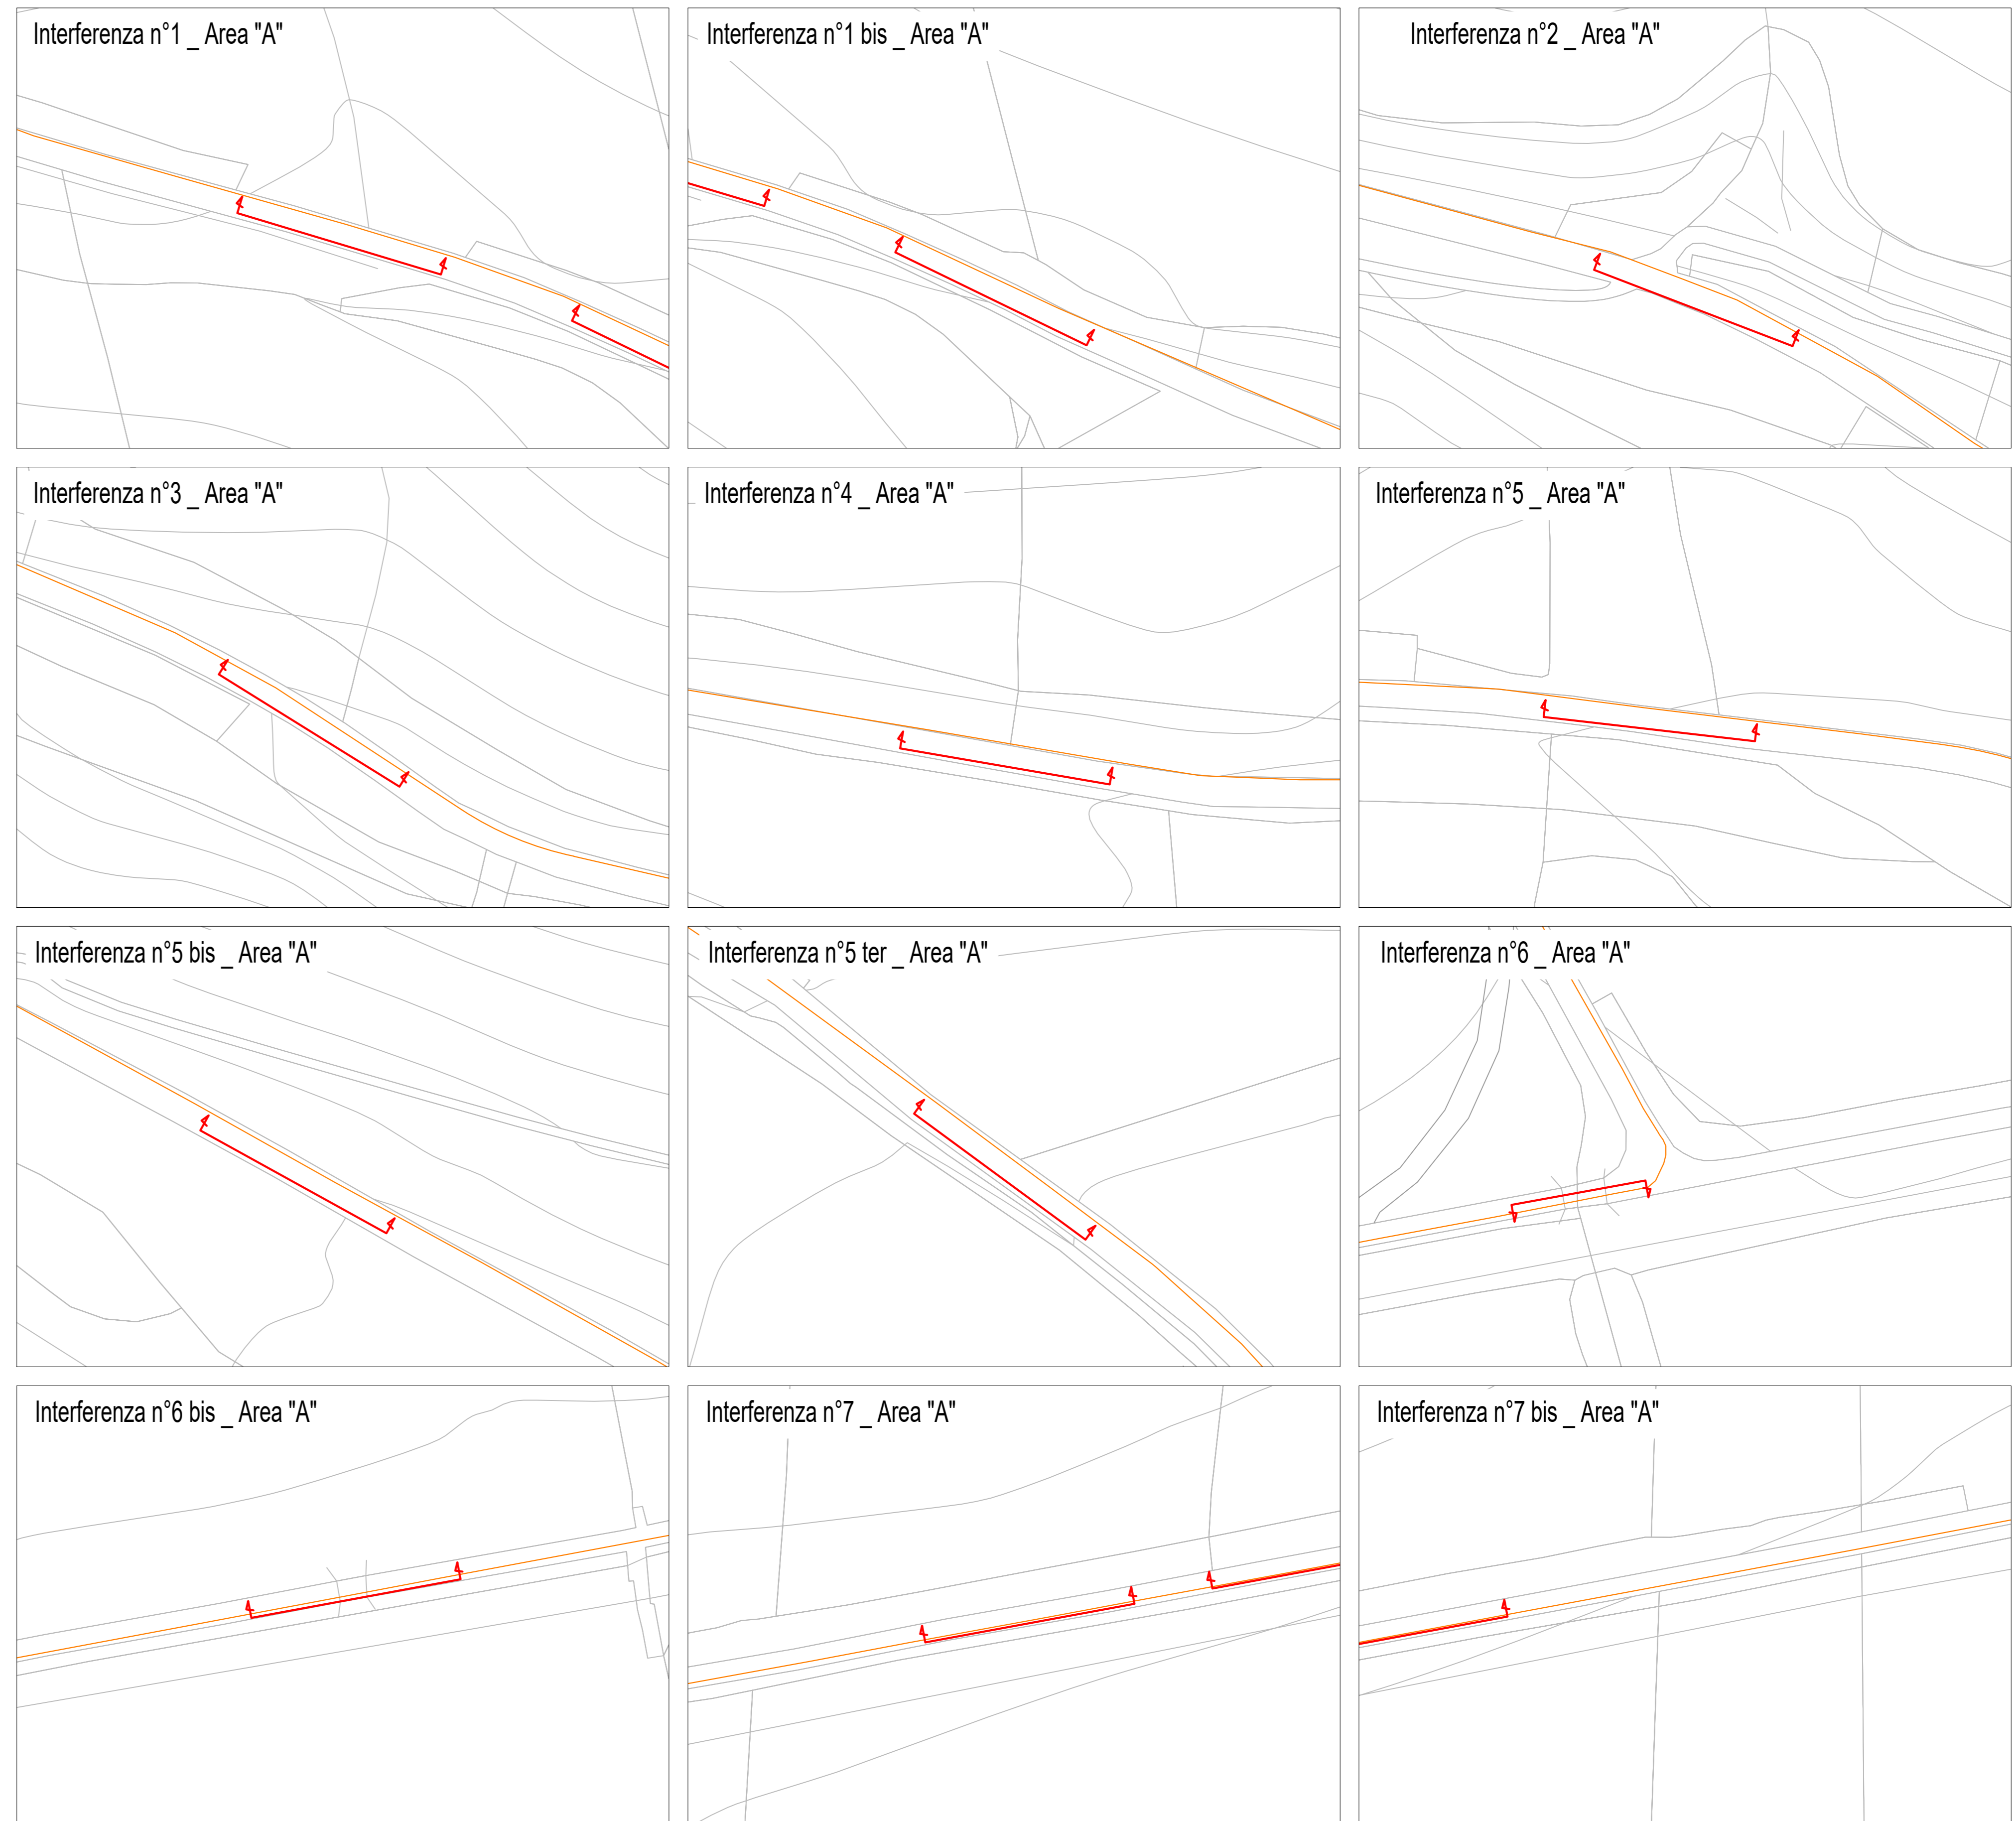 Interferenza n°1 _ Area "A"
Interferenza n°1 bis _ Area "A"
Interferenza n°2 _ Area "A"
Interferenza n°3 _ Area "A"
Interferenza n°4 _ Area "A"
Interferenza n°5 _ Area "A"
Interferenza n°5 bis _ Area "A"
Interferenza n°5 ter _ Area "A"
Interferenza n°6 _ Area "A"
Interferenza n°6 bis _ Area "A"
Interferenza n°7 _ Area "A"
Interferenza n°7 bis _ Area "A"